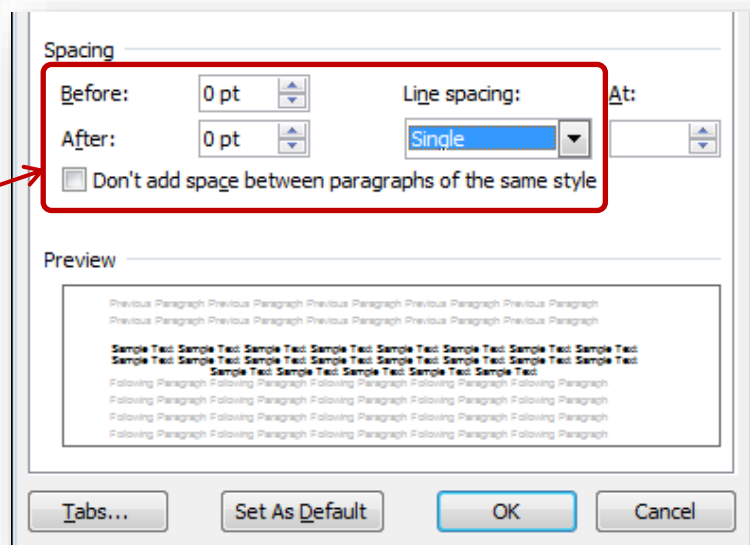 Spacing
Before: 0 pt Line spacing: At:
After: 0 pt Single
Don't add space between paragraphs of the same style
Preview
Previous Paragraph Previous Paragraph Previous Paragraph Previous Paragraph Previous Paragraph
Previous Paragraph Previous Paragraph Previous Paragraph Previous Paragraph Previous Paragraph
Sample Text Sample Text Sample Text Sample Text Sample Text Sample Text Sample Text Sample Text
Sample Text Sample Text Sample Text Sample Text Sample Text Sample Text Sample Text Sample Text
Sample Text Sample Text Sample Text Sample Text Sample Text
Following Paragraph Following Paragraph Following Paragraph Following Paragraph Following Paragraph
Following Paragraph Following Paragraph Following Paragraph Following Paragraph Following Paragraph
Following Paragraph Following Paragraph Following Paragraph Following Paragraph Following Paragraph
Following Paragraph Following Paragraph Following Paragraph Following Paragraph Following Paragraph
Tabs... Set As Default OK Cancel